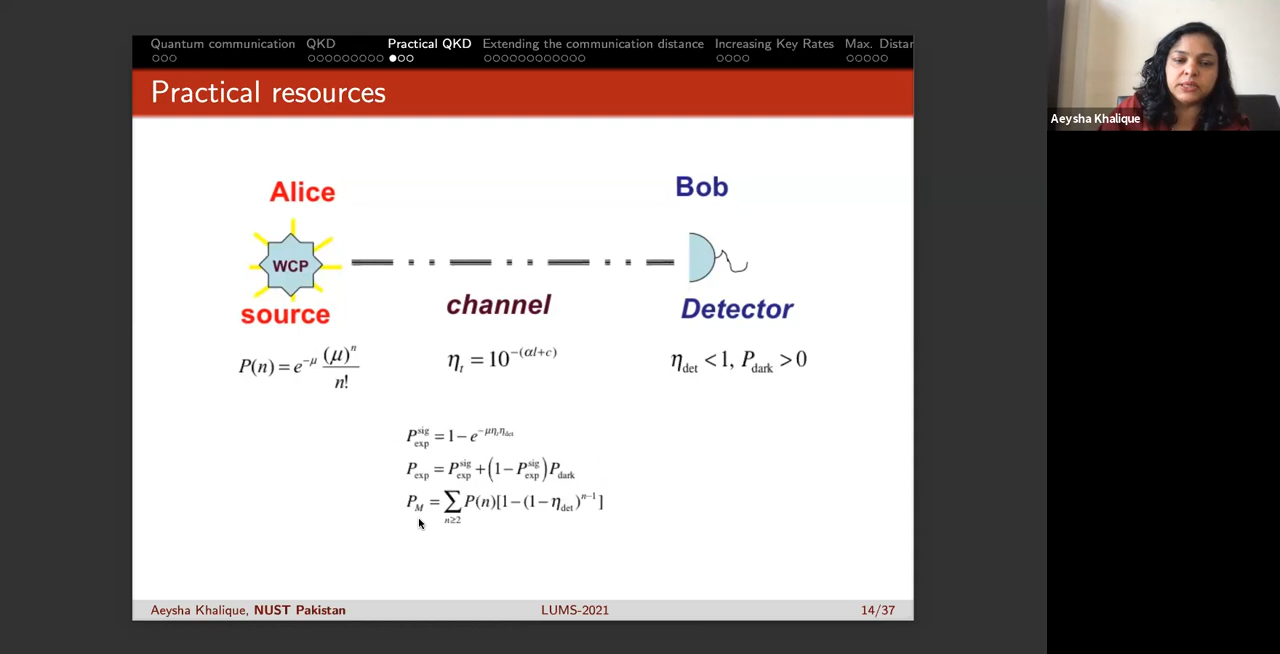 Quantum communication QKD Practical QKD Extending the communication distance Increasing Key Rates Max. Distar
Practical resources
Alice Bob
WCP
source channel Detector
P(n) = e^{-μ} (μ)^n / n! η_t = 10^{-(αl+c)} η_det < 1, P_dark > 0
P_exp^sig = 1 − e^{-μη_tη_det}
P_exp = P_exp^sig + (1 − P_exp^sig) P_dark
P_M = ∑_{n≥2} P(n)[1 − (1 − η_det)^{n−1}]
Aeysha Khalique, NUST Pakistan LUMS-2021 14/37
Aeysha Khalique